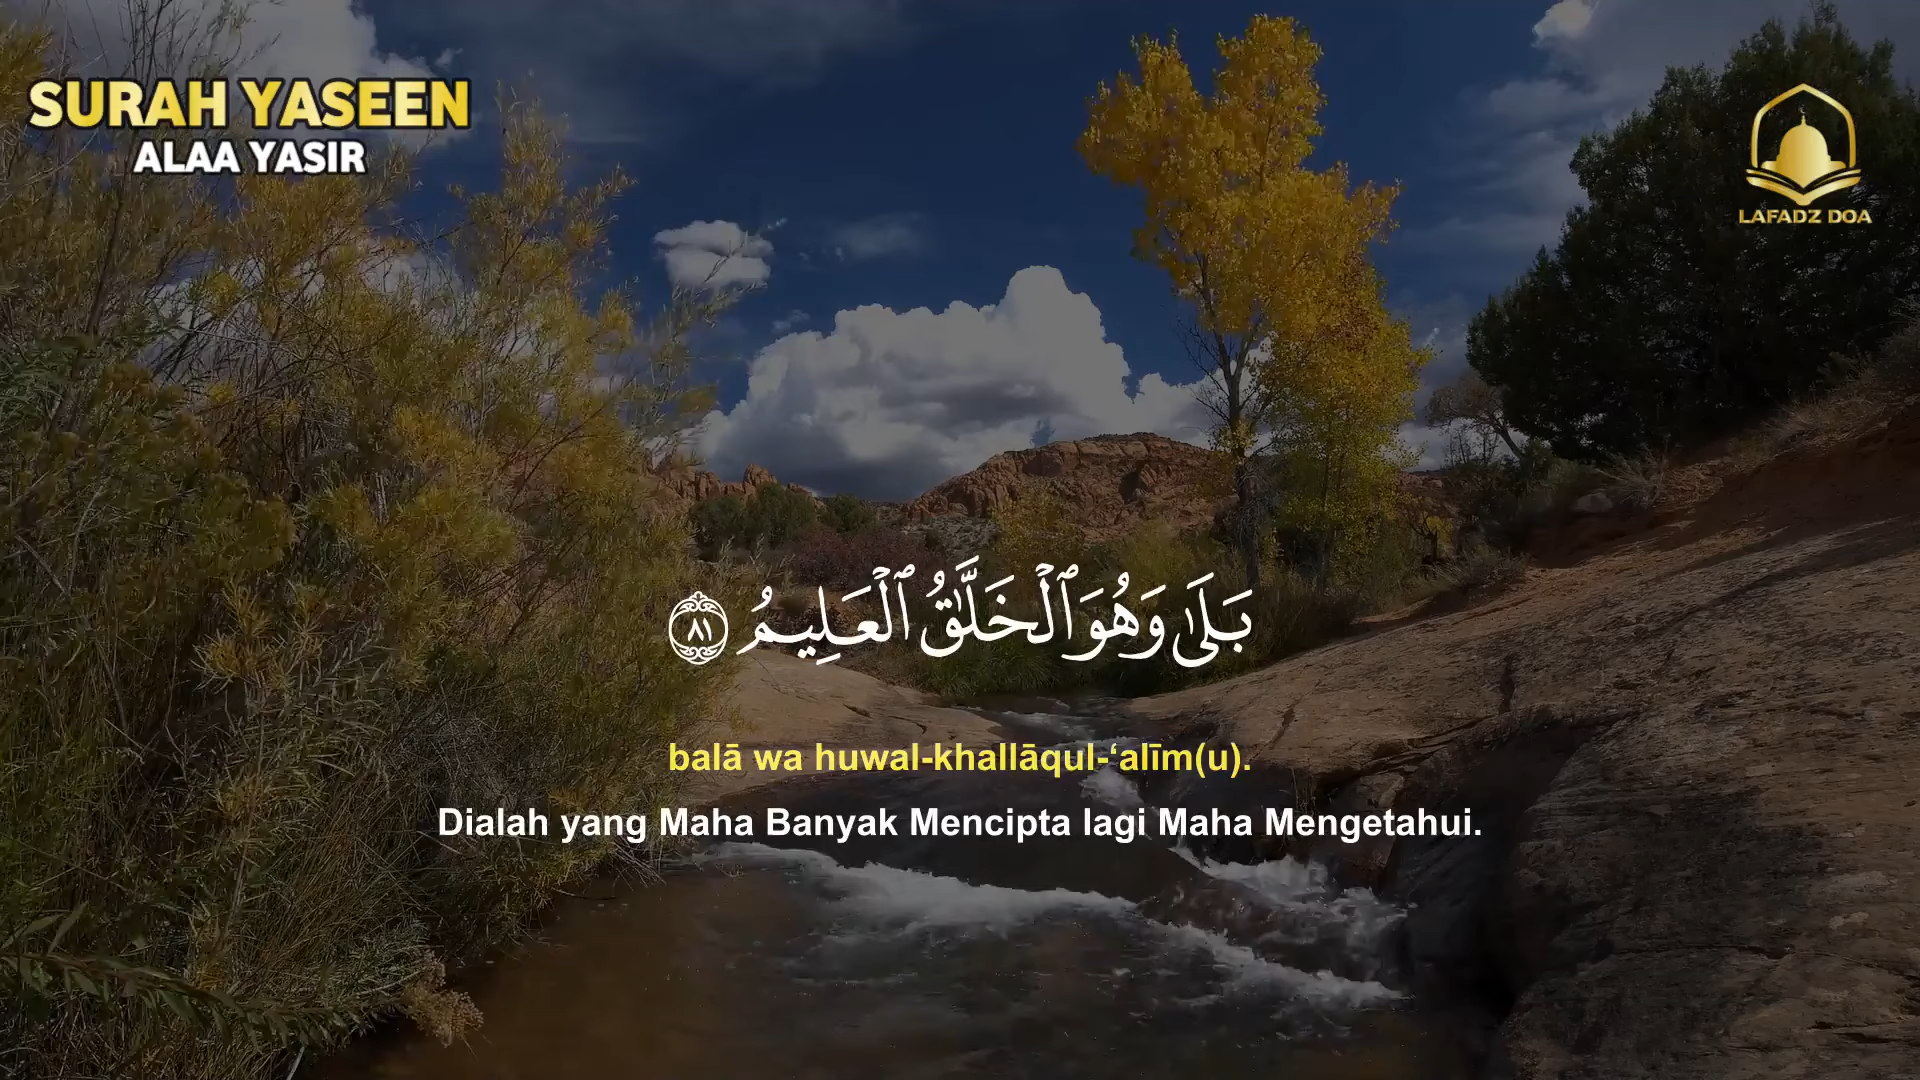 SURAH YASEEN
ALAA YASIR
LAFADZ DOA
بَلَىٰ وَهُوَ ٱلْخَلَّٰقُ ٱلْعَلِيمُ ٨١
balā wa huwal-khallāqul-‘alīm(u).
Dialah yang Maha Banyak Mencipta lagi Maha Mengetahui.